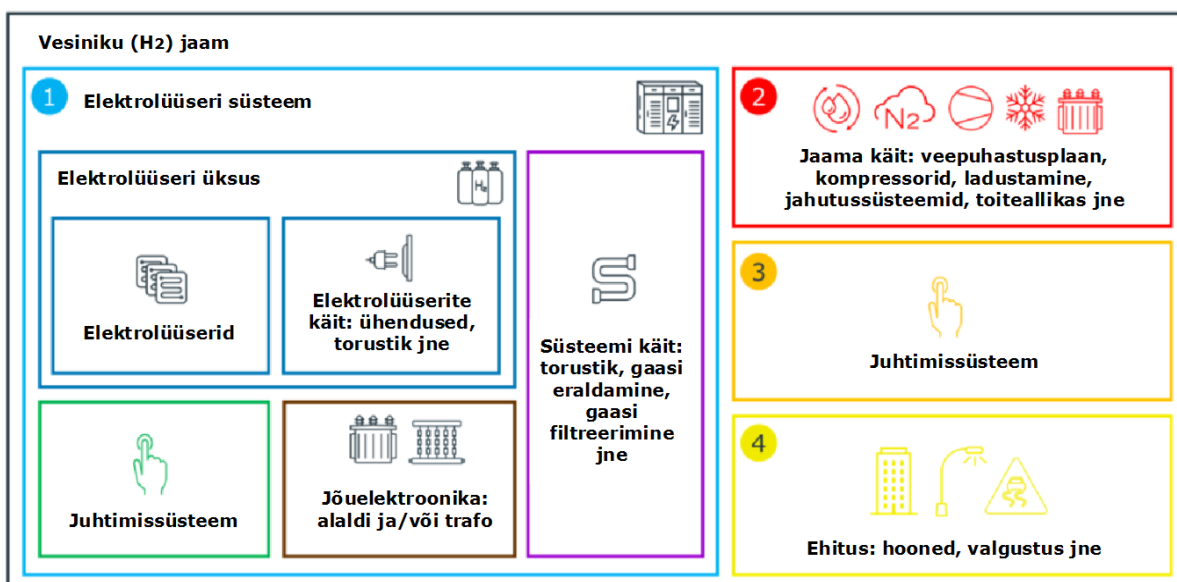 Vesiniku (H2) jaam
1
Elektrolüüseri süsteem
Elektrolüüseri üksus
H₂
Elektrolüüserid
Elektrolüüserite
käit: ühendused,
torustik jne
Juhtimissüsteem
Jõuelektroonika:
alaldi ja/või trafo
Süsteemi käit:
torustik, gaasi
eraldamine,
gaasi
filtreerimine
jne
2
N2
Jaama käit: veepuhastusplaan,
kompressorid, ladustamine,
jahutussüsteemid, toiteallikas jne
3
Juhtimissüsteem
4
Ehitus: hooned, valgustus jne